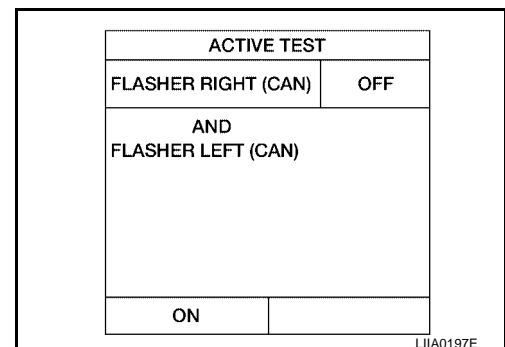 ACTIVE TEST
FLASHER RIGHT (CAN) OFF
AND
FLASHER LEFT (CAN)
ON
LIIA0197E